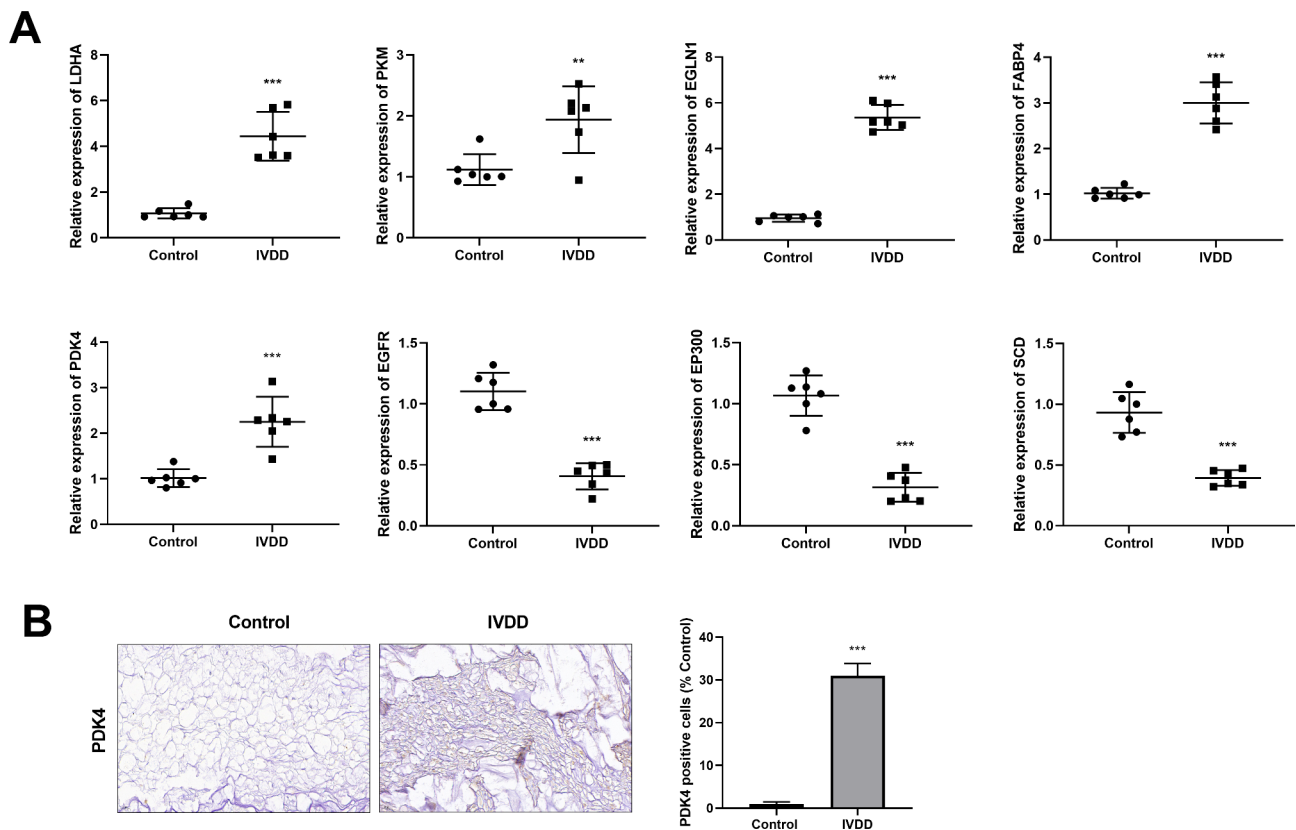 A
Relative expression of LDHA
8
6
4
2
0
***
Control
IVDD
Relative expression of PKM
3
2
1
0
**
Control
IVDD
Relative expression of EGLN1
8
6
4
2
0
***
Control
IVDD
Relative expression of FABP4
4
3
2
1
0
***
Control
IVDD
Relative expression of PDK4
4
3
2
1
0
***
Control
IVDD
Relative expression of EGFR
1.5
1.0
0.5
0.0
***
Control
IVDD
Relative expression of EP300
1.5
1.0
0.5
0.0
***
Control
IVDD
Relative expression of SCD
1.5
1.0
0.5
0.0
***
Control
IVDD
B
Control
IVDD
PDK4
PDK4 positive cells (% Control)
40
30
20
10
0
***
Control
IVDD